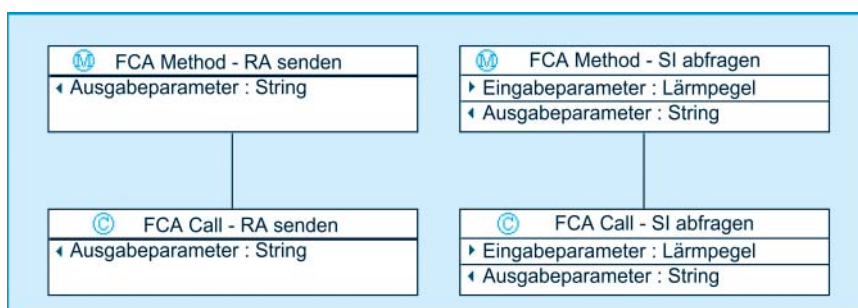 Ⓜ FCA Method - RA senden
Ausgabeparameter : String
Ⓜ FCA Method - SI abfragen
Eingabeparameter : Lärmpegel
Ausgabeparameter : String
© FCA Call - RA senden
Ausgabeparameter : String
© FCA Call - SI abfragen
Eingabeparameter : Lärmpegel
Ausgabeparameter : String